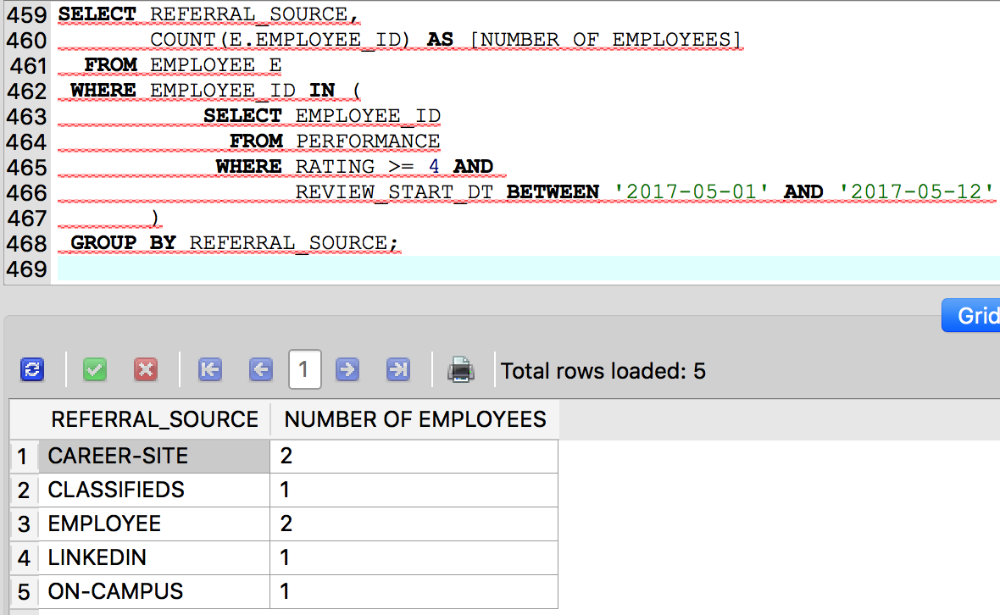 459 SELECT REFERRAL_SOURCE,
460 COUNT(E.EMPLOYEE_ID) AS [NUMBER OF EMPLOYEES]
461 FROM EMPLOYEE E
462 WHERE EMPLOYEE_ID IN (
463 SELECT EMPLOYEE_ID
464 FROM PERFORMANCE
465 WHERE RATING >= 4 AND
466 REVIEW_START_DT BETWEEN '2017-05-01' AND '2017-05-12'
467 )
468 GROUP BY REFERRAL_SOURCE;
469
Grid
1 Total rows loaded: 5
REFERRAL_SOURCE NUMBER OF EMPLOYEES
1 CAREER-SITE 2
2 CLASSIFIEDS 1
3 EMPLOYEE 2
4 LINKEDIN 1
5 ON-CAMPUS 1